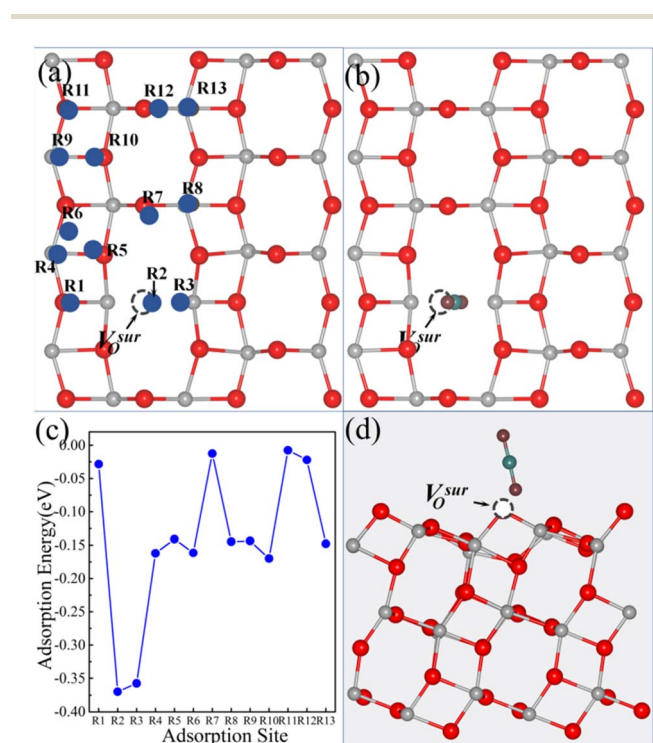 (a)
R11
R12
R13
R9
R10
R8
R7
R6
R5
R4
R1
R2
R3
V_O^sur
(b)
V_O^sur
(c)
0.00
-0.05
-0.10
-0.15
-0.20
-0.25
-0.30
-0.35
-0.40
Adsorption Energy(eV)
R1 R2 R3 R4 R5 R6 R7 R8 R9 R10 R11 R12 R13
Adsorption Site
(d)
V_O^sur